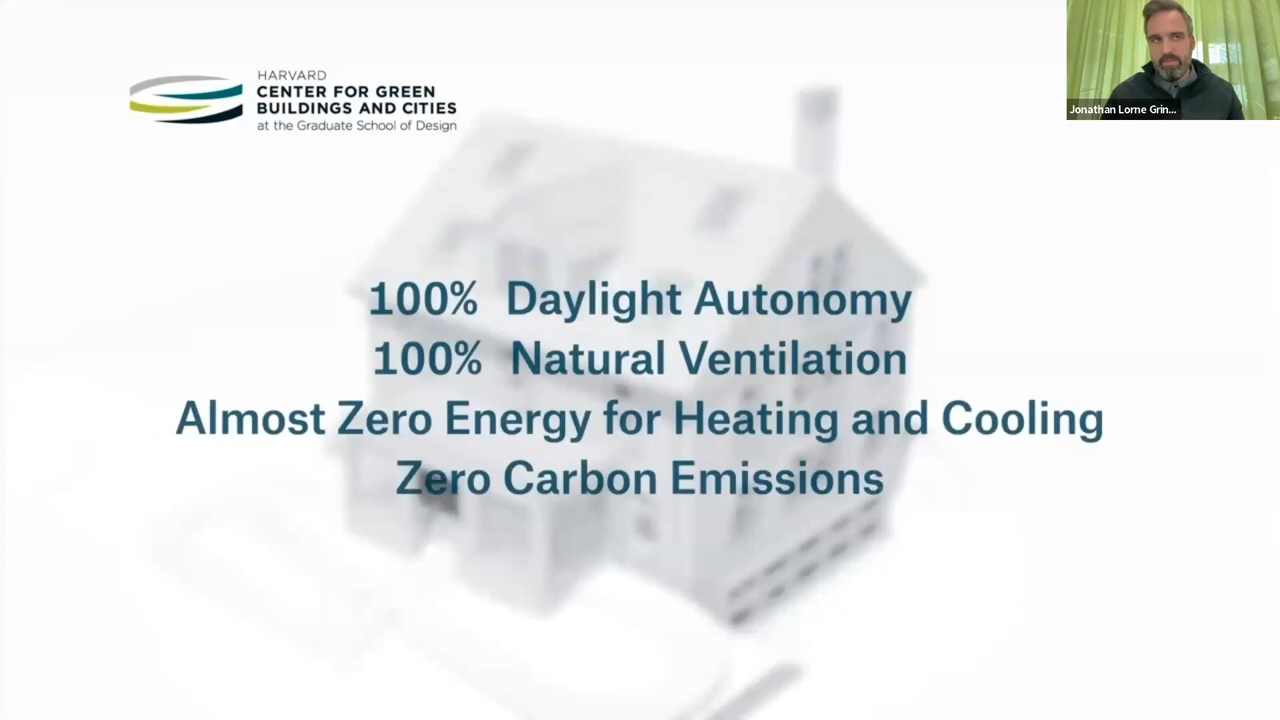 HARVARD
CENTER FOR GREEN
BUILDINGS AND CITIES
at the Graduate School of Design
Jonathan Lorne Grin...
100% Daylight Autonomy
100% Natural Ventilation
Almost Zero Energy for Heating and Cooling
Zero Carbon Emissions